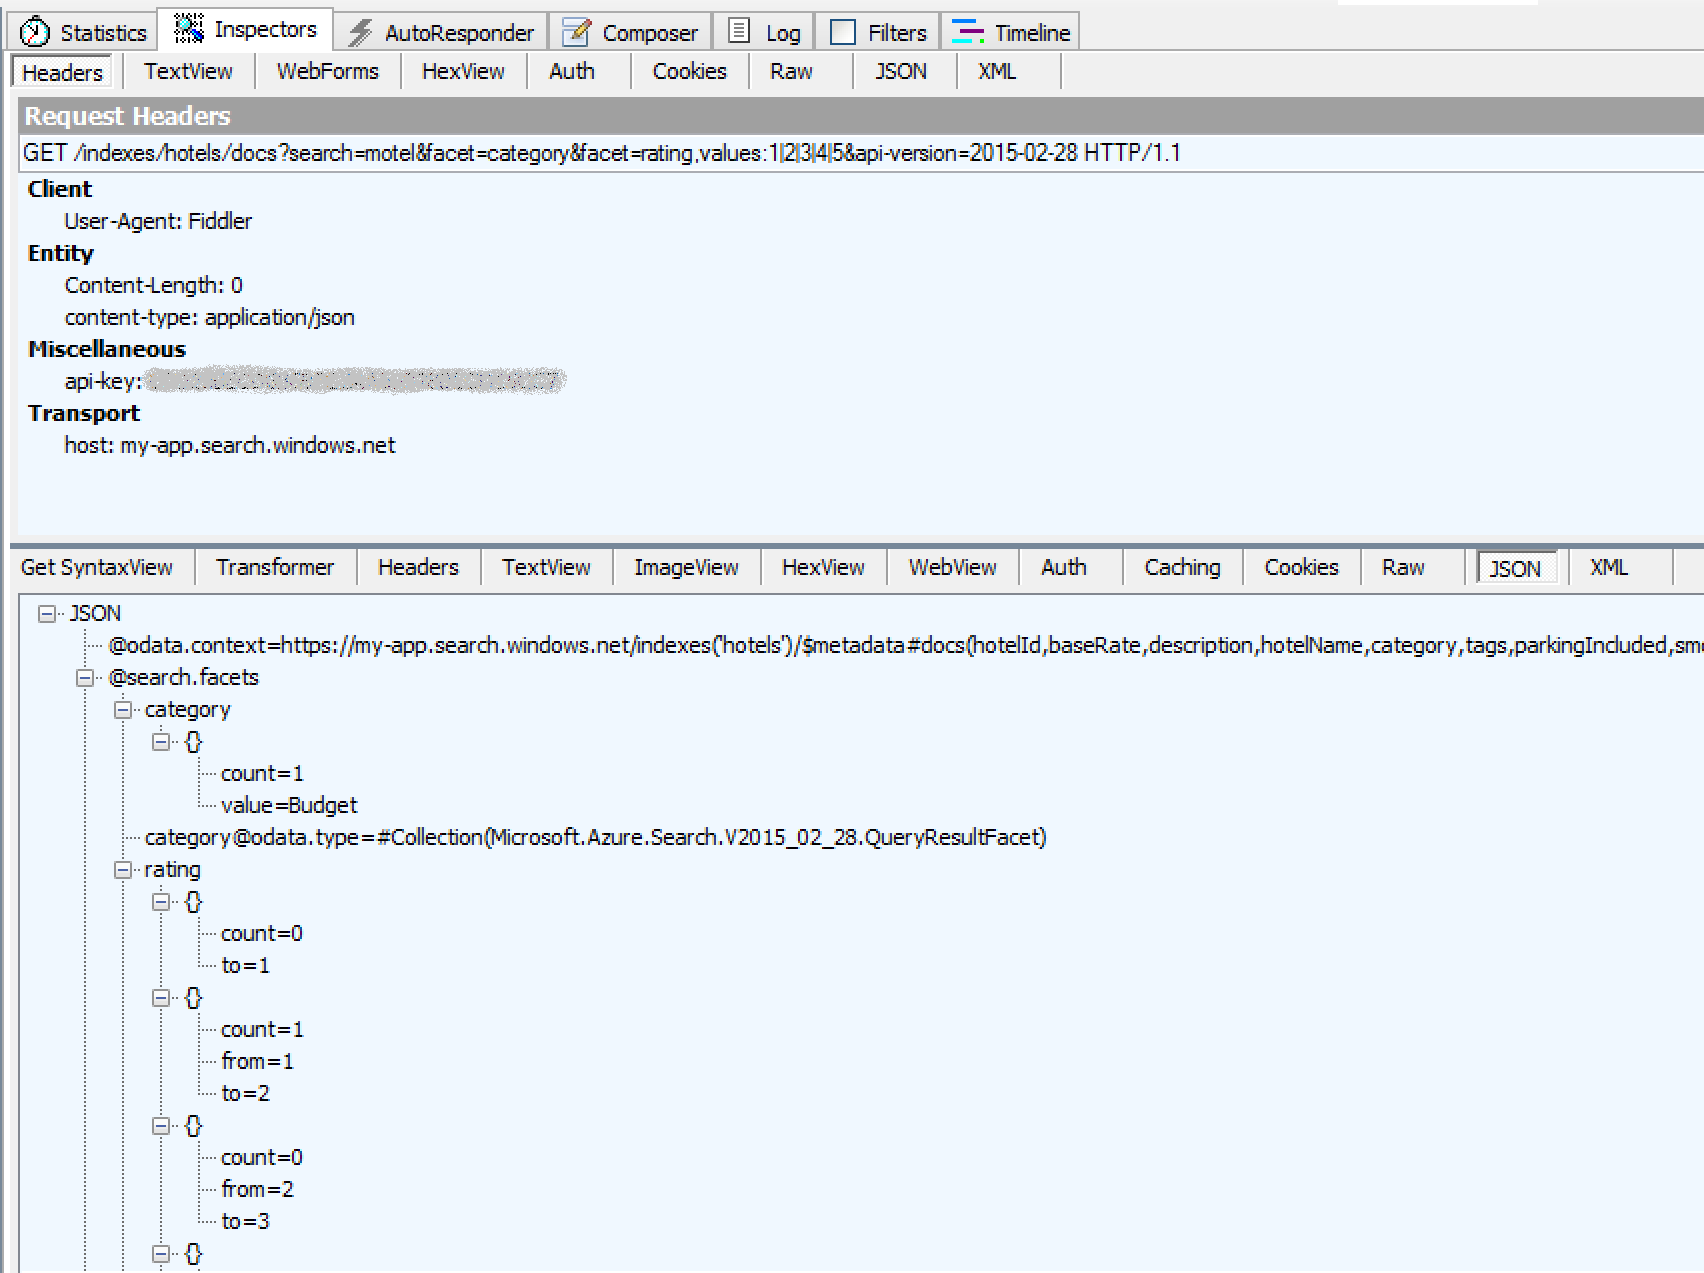 Statistics Inspectors AutoResponder Composer Log Filters Timeline
Headers TextView WebForms HexView Auth Cookies Raw JSON XML
Request Headers
GET /indexes/hotels/docs?search=motel&facet=category&facet=rating,values:1|2|3|4|5&api-version=2015-02-28 HTTP/1.1
Client
User-Agent: Fiddler
Entity
Content-Length: 0
content-type: application/json
Miscellaneous
api-key:
Transport
host: my-app.search.windows.net
Get SyntaxView Transformer Headers TextView ImageView HexView WebView Auth Caching Cookies Raw JSON XML
JSON
@odata.context=https://my-app.search.windows.net/indexes('hotels')/$metadata#docs(hotelId,baseRate,description,hotelName,category,tags,parkingIncluded,smo
@search.facets
category
{}
count=1
value=Budget
category@odata.type=#Collection(Microsoft.Azure.Search.V2015_02_28.QueryResultFacet)
rating
{}
count=0
to=1
{}
count=1
from=1
to=2
{}
count=0
from=2
to=3
{}